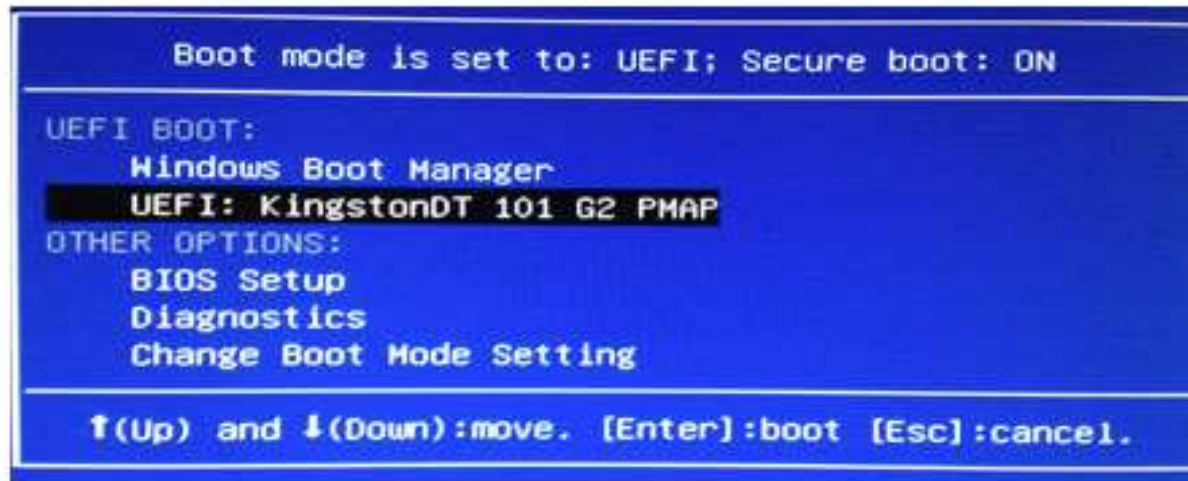 Boot mode is set to: UEFI; Secure boot: ON
UEFI BOOT:
Windows Boot Manager
UEFI: KingstonDT 101 G2 PMAP
OTHER OPTIONS:
BIOS Setup
Diagnostics
Change Boot Mode Setting
↑(Up) and ↓(Down):move. [Enter]:boot [Esc]:cancel.